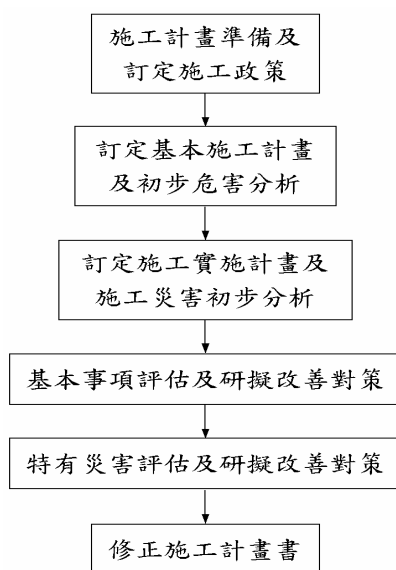 施工計畫準備及
訂定施工政策
訂定基本施工計畫
及初步危害分析
訂定施工實施計畫及
施工災害初步分析
基本事項評估及研擬改善對策
特有災害評估及研擬改善對策
修正施工計畫書